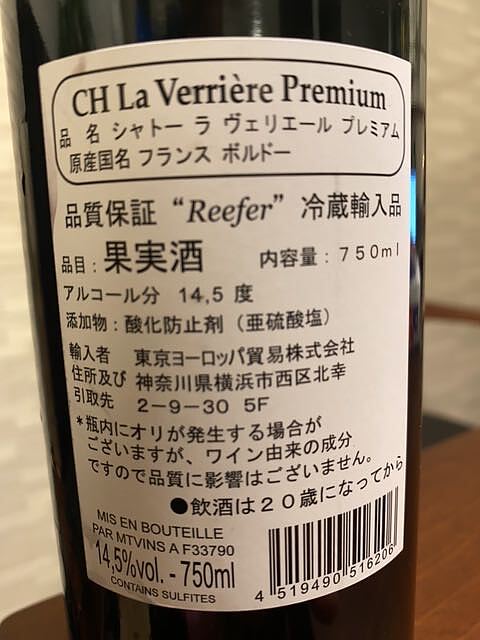 CH La Verrière Premium
品 名 シャトー ラ ヴェリエール プレミアム
原産国名 フランス ボルドー
品質保証 “Reefer” 冷蔵輸入品
品目：果実酒 内容量：７５０ml
アルコール分 14,5 度
添加物：酸化防止剤（亜硫酸塩）
輸入者 東京ヨーロッパ貿易株式会社
住所及び 神奈川県横浜市西区北幸
引取先 ２－９－３０ ５F
＊瓶内にオリが発生する場合が
ございますが、ワイン由来の成分
ですので品質に影響はございません。
●飲酒は２０歳になってから
MIS EN BOUTEILLE
PAR MTVINS A F33790
14,5%vol. - 750ml
CONTAINS SULFITES
4 519490 516206